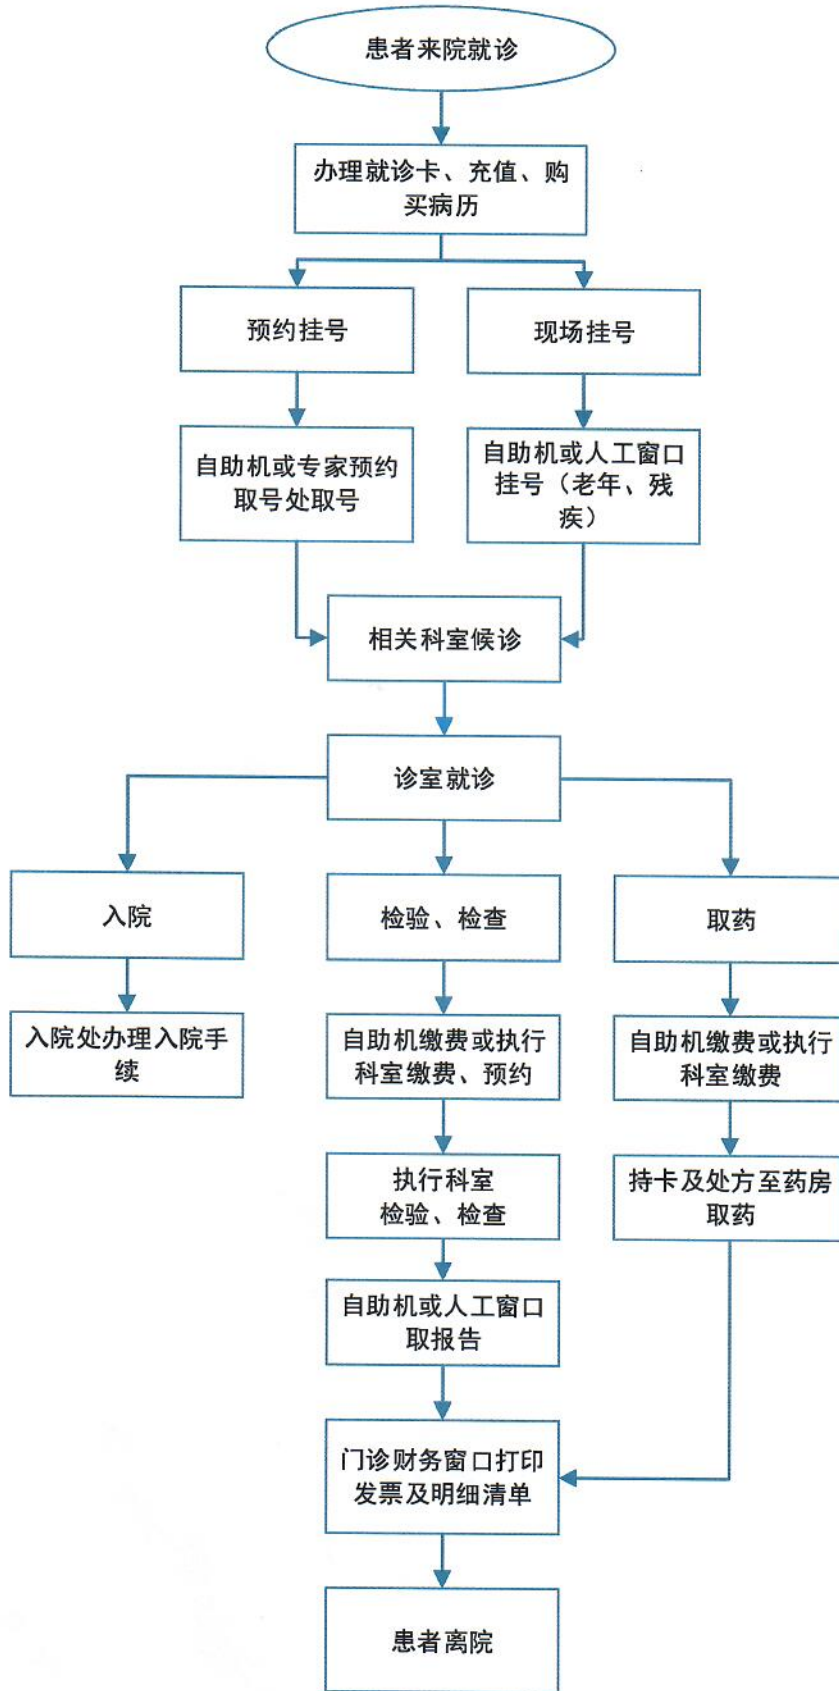 患者来院就诊
办理就诊卡、充值、购
买病历
预约挂号
现场挂号
自助机或专家预约
取号处取号
自助机或人工窗口
挂号（老年、残
疾）
相关科室候诊
诊室就诊
入院
检验、检查
取药
入院处办理入院手
续
自助机缴费或执行
科室缴费、预约
自助机缴费或执行
科室缴费
执行科室
检验、检查
持卡及处方至药房
取药
自助机或人工窗口
取报告
门诊财务窗口打印
发票及明细清单
患者离院